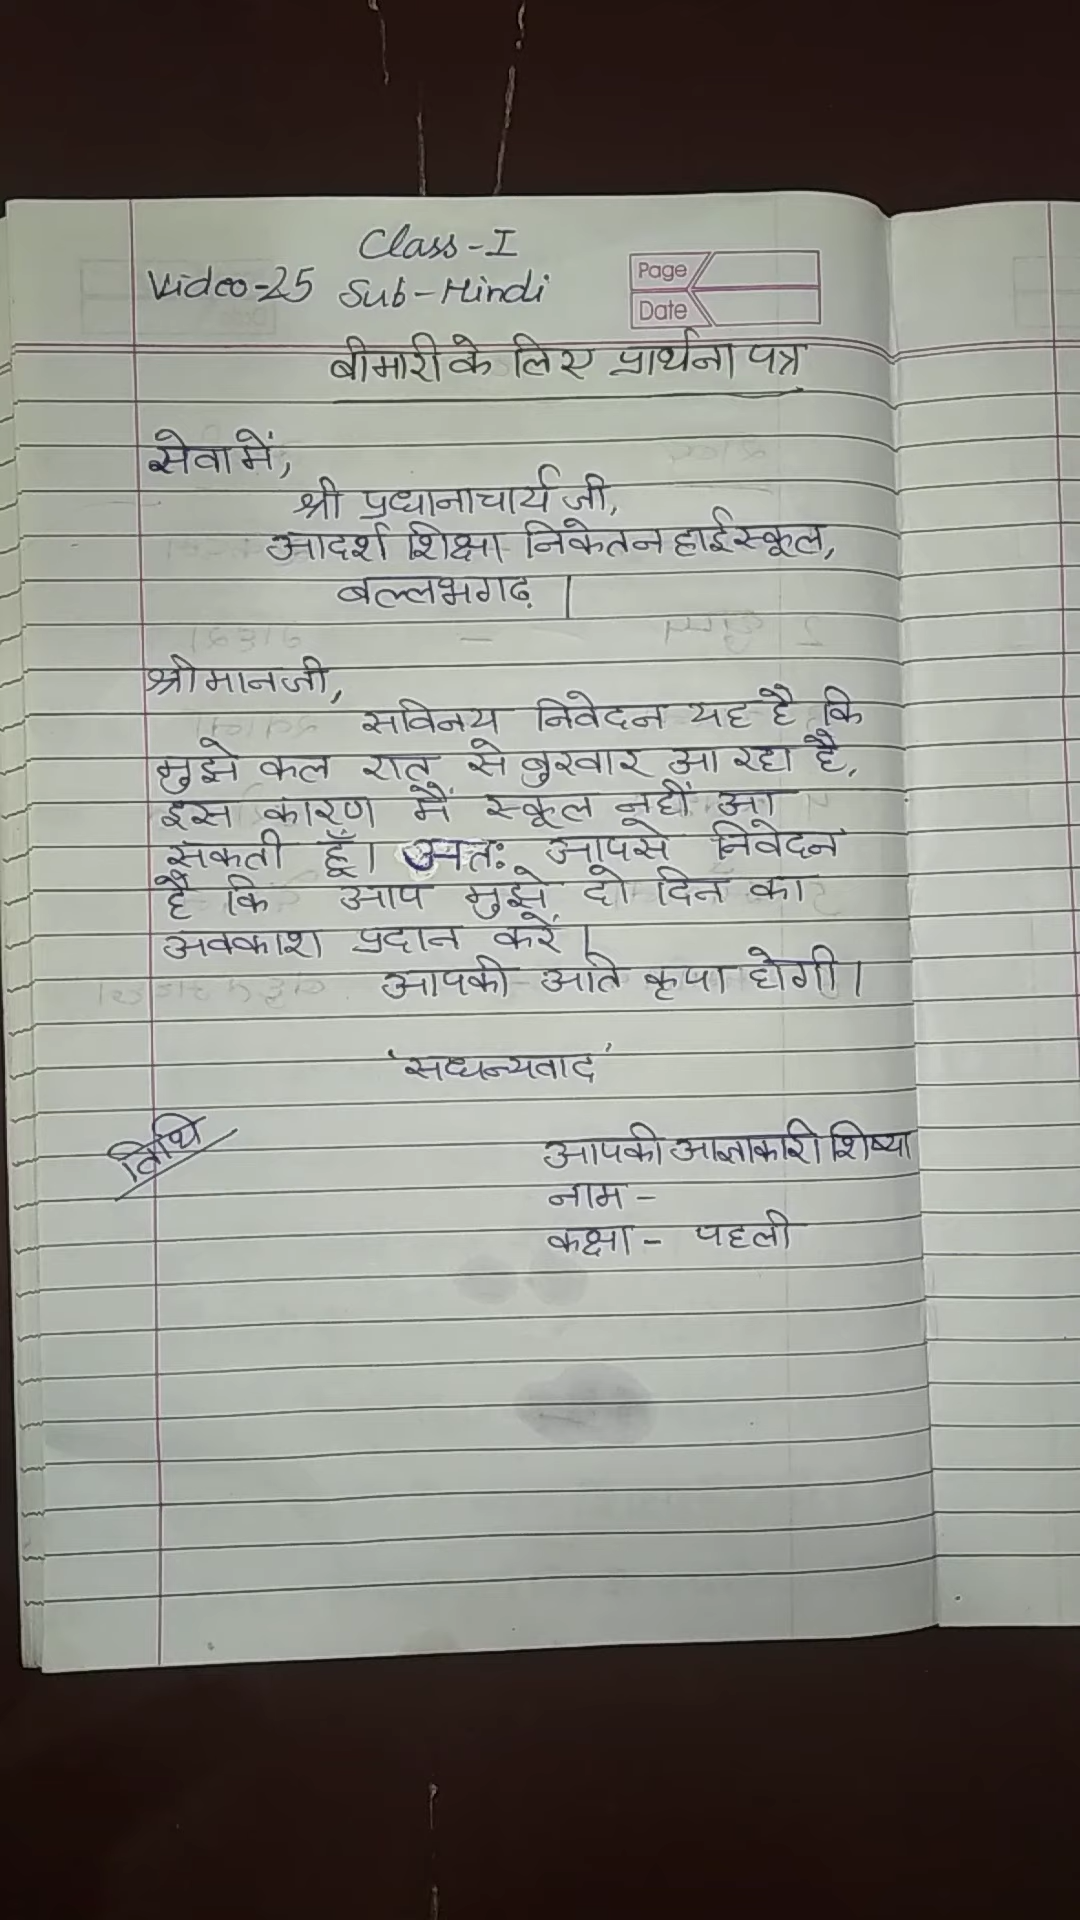 Class-I
Video-25 Sub-Hindi
Page
Date
बीमारी के लिए प्रार्थना पत्र
सेवा में,
श्री प्रधानाचार्य जी,
आदर्श शिक्षा निकेतन हाई स्कूल,
बल्लभगढ़ |
श्रीमान जी,
सविनय निवेदन यह है कि
मुझे कल रात से बुखार आ रहा है,
इस कारण मैं स्कूल नहीं आ
सकती हूँ। अतः आपसे निवेदन
है कि आप मुझे दो दिन का
अवकाश प्रदान करें |
आपकी अति कृपा होगी।
'सधन्यवाद'
तिथि
आपकी आज्ञाकारी शिष्या
नाम -
कक्षा - पहली